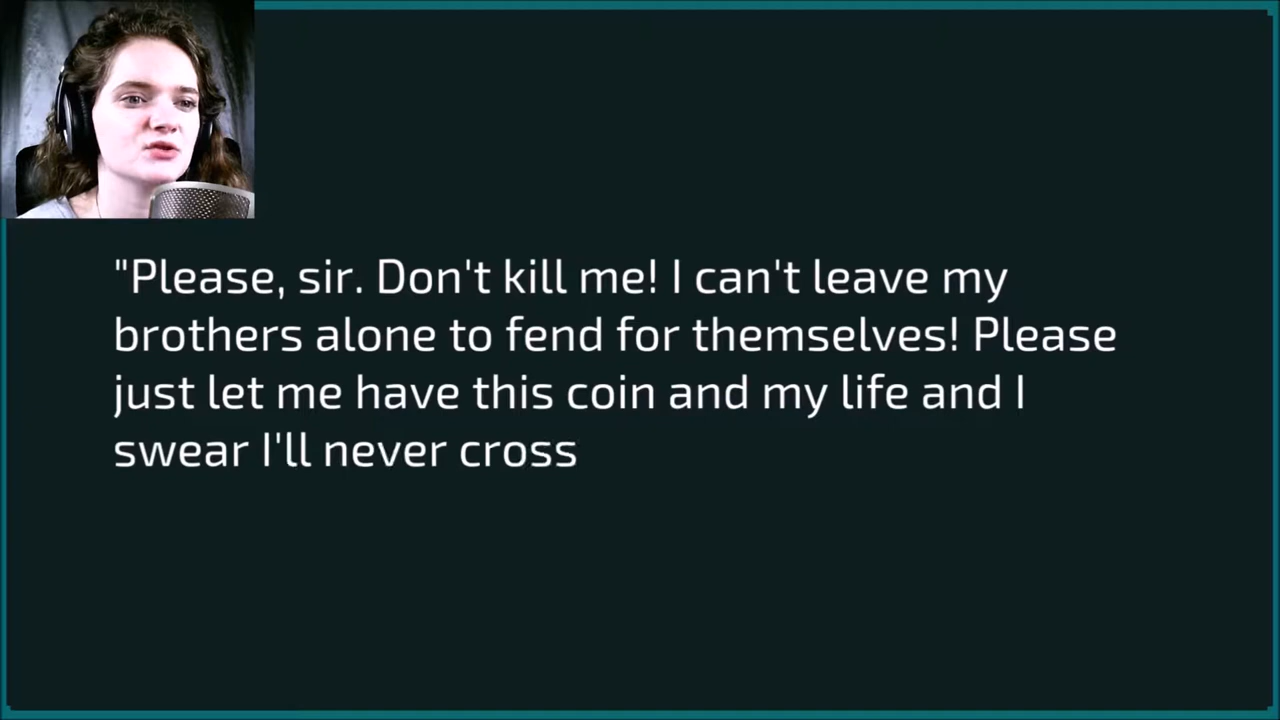 "Please, sir. Don't kill me! I can't leave my
brothers alone to fend for themselves! Please
just let me have this coin and my life and I
swear I'll never cross